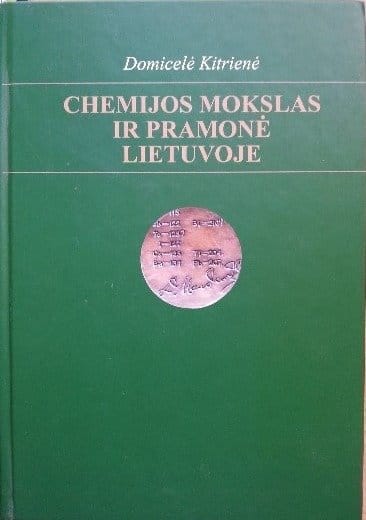 Domicelė Kitrienė
CHEMIJOS MOKSLAS
IR PRAMONĖ
LIETUVOJE